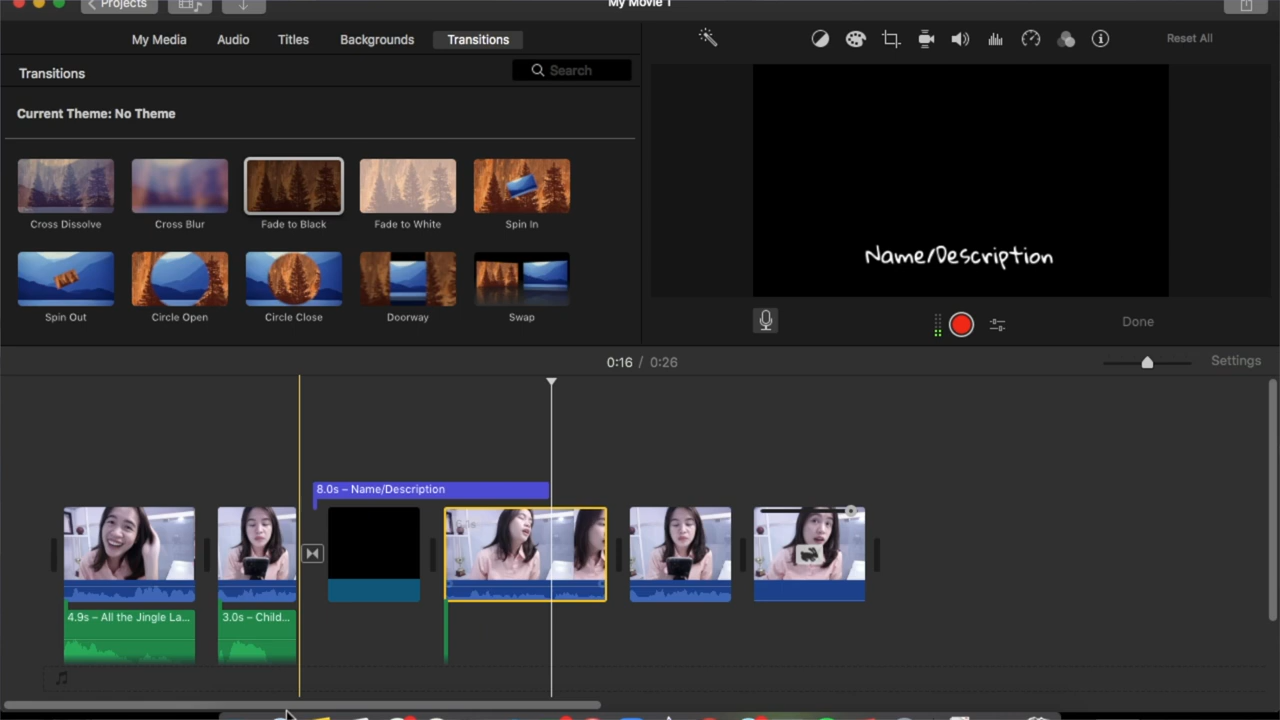 Projects
My Movie 1
My Media
Audio
Titles
Backgrounds
Transitions
Reset All
Transitions
Search
Current Theme: No Theme
Cross Dissolve
Cross Blur
Fade to Black
Fade to White
Spin In
Spin Out
Circle Open
Circle Close
Doorway
Swap
Name/Description
Done
0:16 / 0:26
Settings
8.0s – Name/Description
4.9s – All the Jingle La...
3.0s – Child...